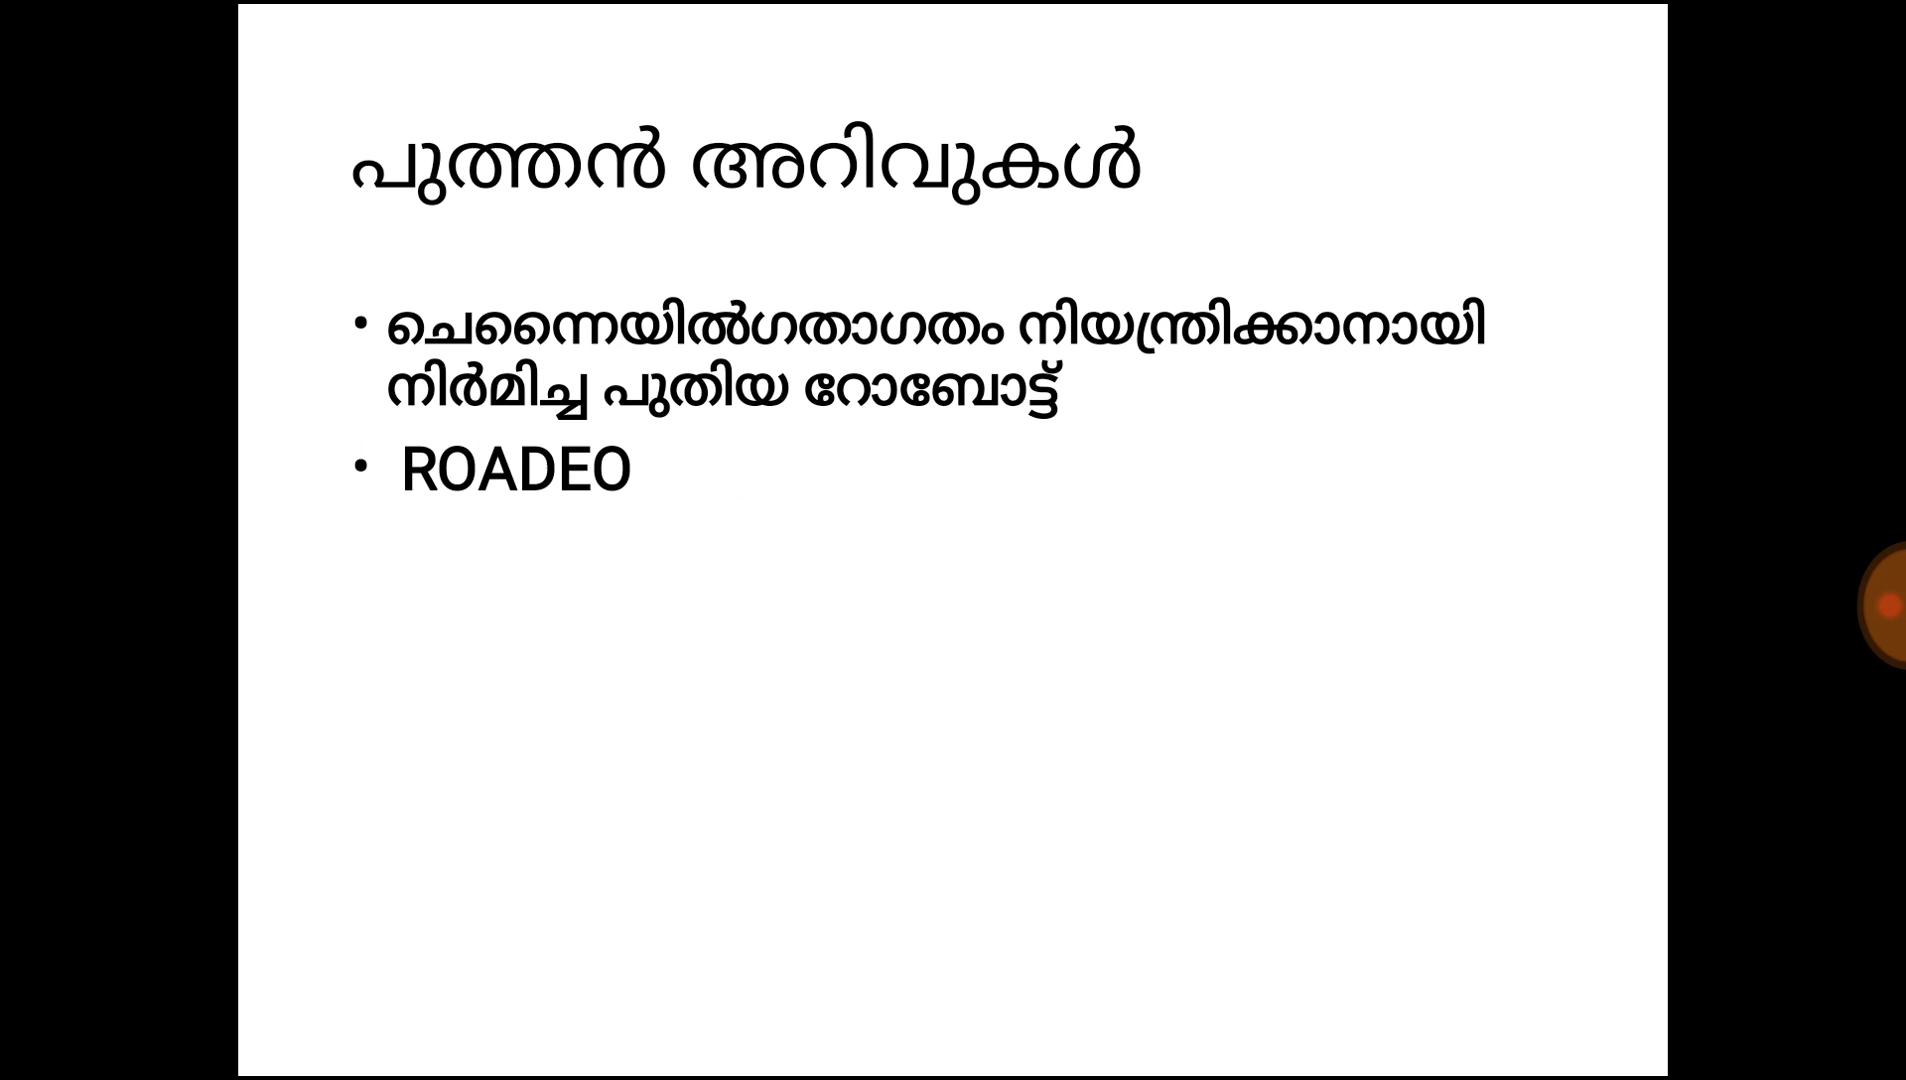 പുത്തൻ അറിവുകൾ
• ചെന്നൈയിൽഗതാഗതം നിയന്ത്രിക്കാനായി
നിർമിച്ച പുതിയ റോബോട്ട്
• ROADEO